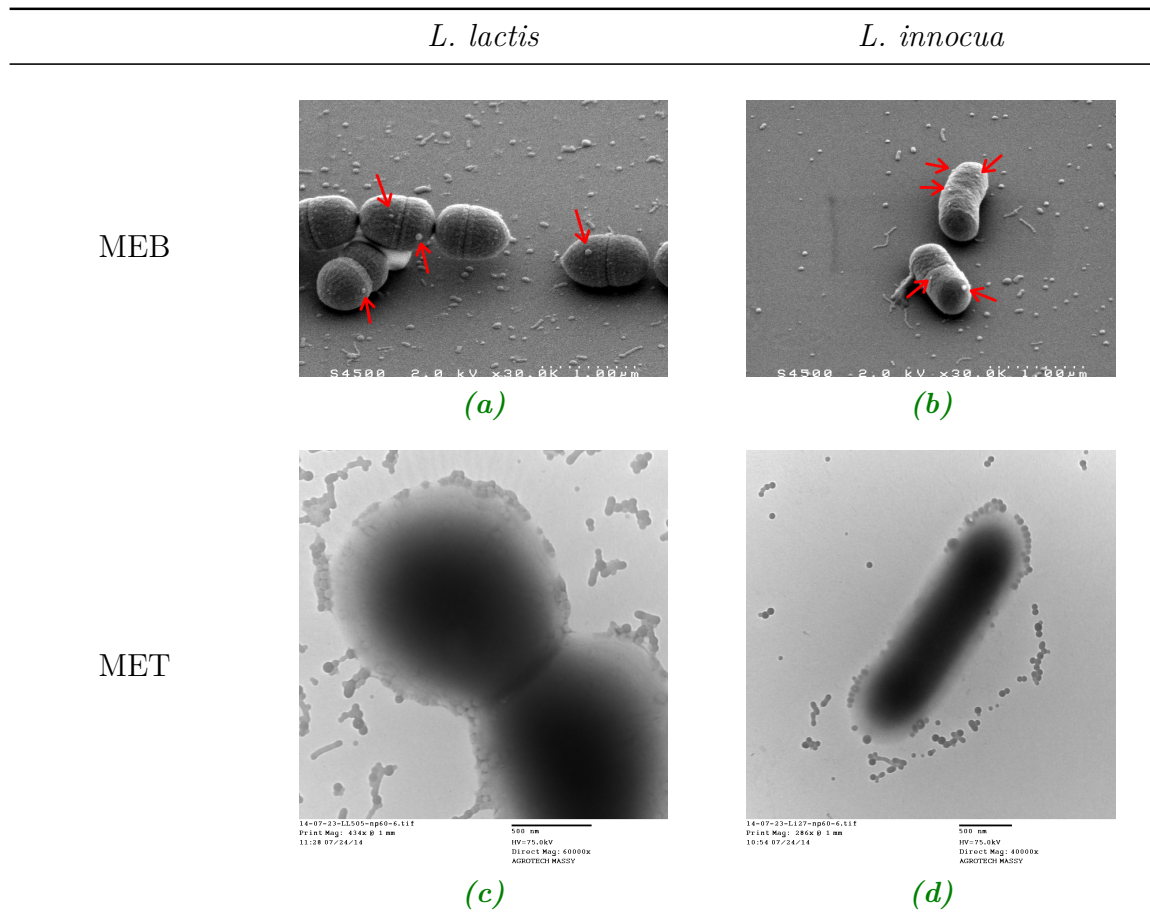 L. lactis L. innocua
MEB
S4500 2.0 kV x30.0K 1.00µm
S4500 -2.0 kV x30.0K 1.00µm
(a) (b)
MET
14-07-23-LL505-np60-6.tif
Print Mag: 434x @ 1 mm
11:28 07/24/14
500 nm
HV=75.0kV
Direct Mag: 60000x
AGROTECH MASSY
14-07-23-Li27-np60-6.tif
Print Mag: 286x @ 1 mm
10:54 07/24/14
500 nm
HV=75.0kV
Direct Mag: 40000x
AGROTECH MASSY
(c) (d)